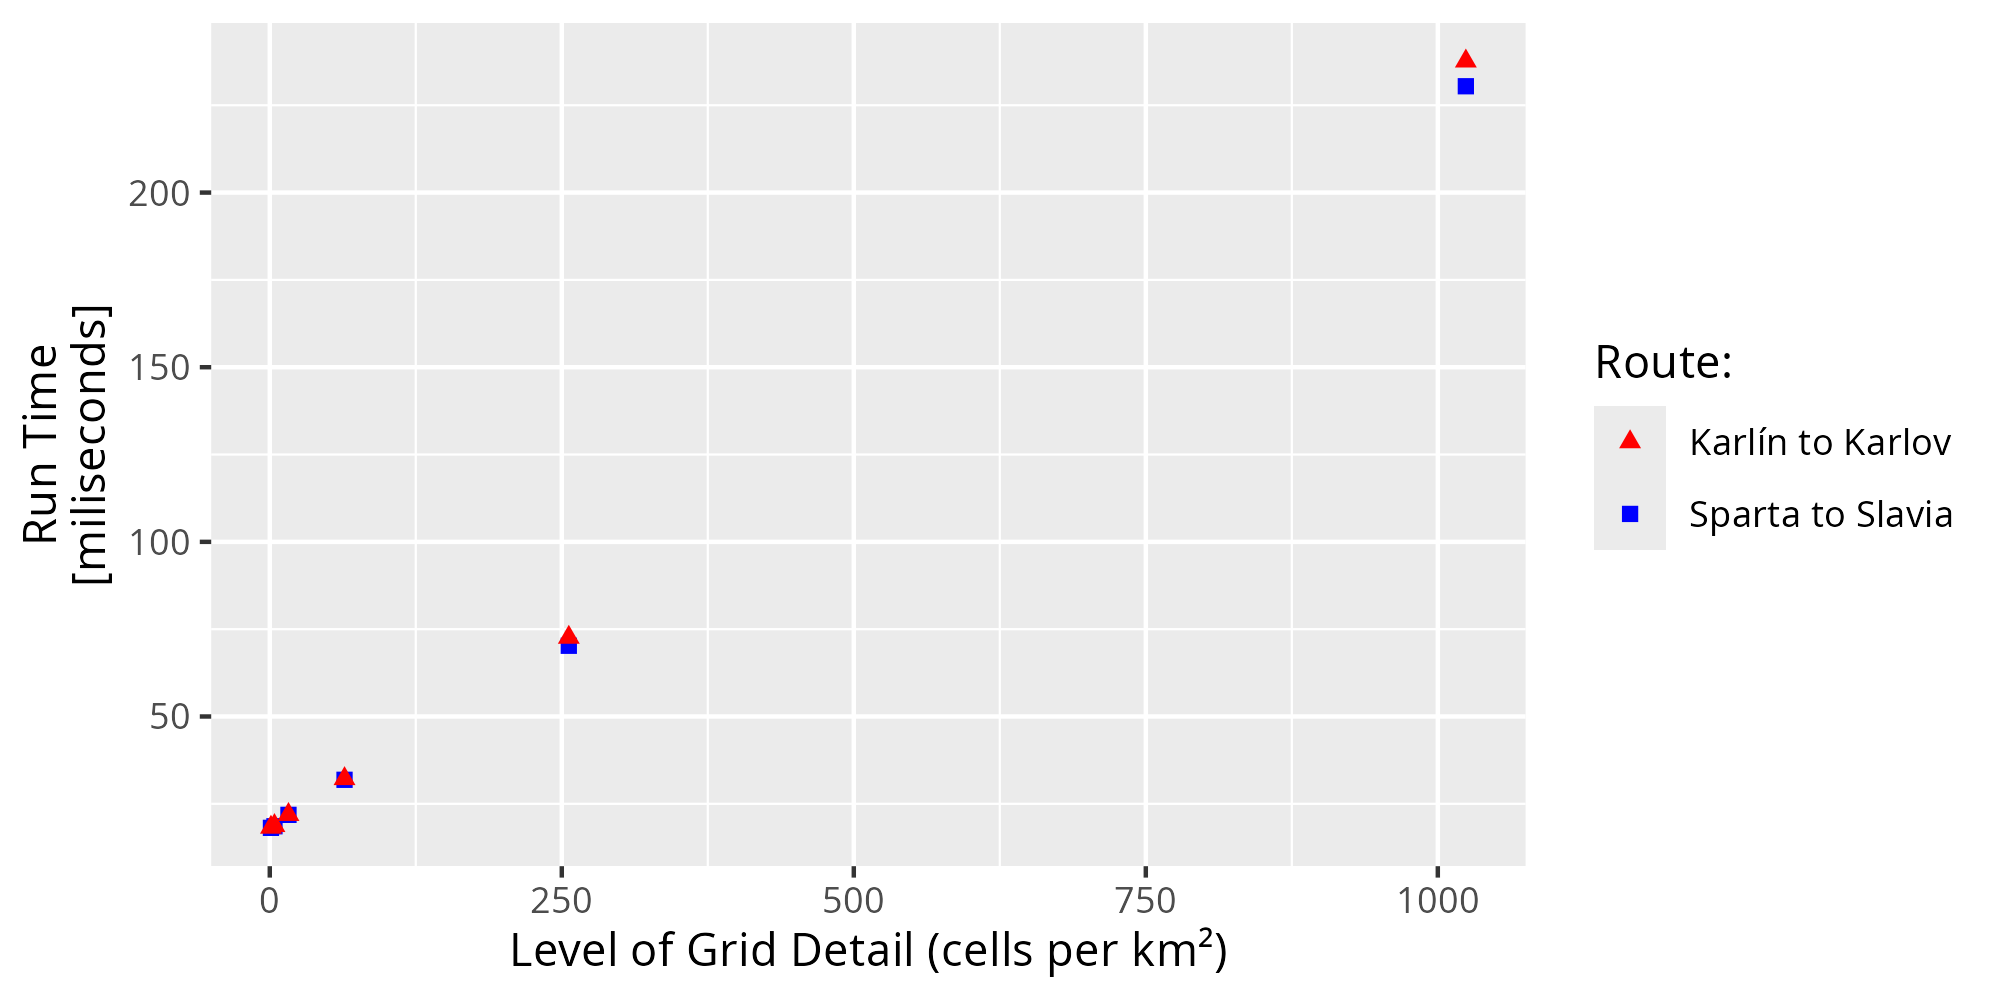 Run Time
[miliseconds]
200
150
100
50
0 250 500 750 1000
Level of Grid Detail (cells per km²)
Route:
Karlín to Karlov
Sparta to Slavia